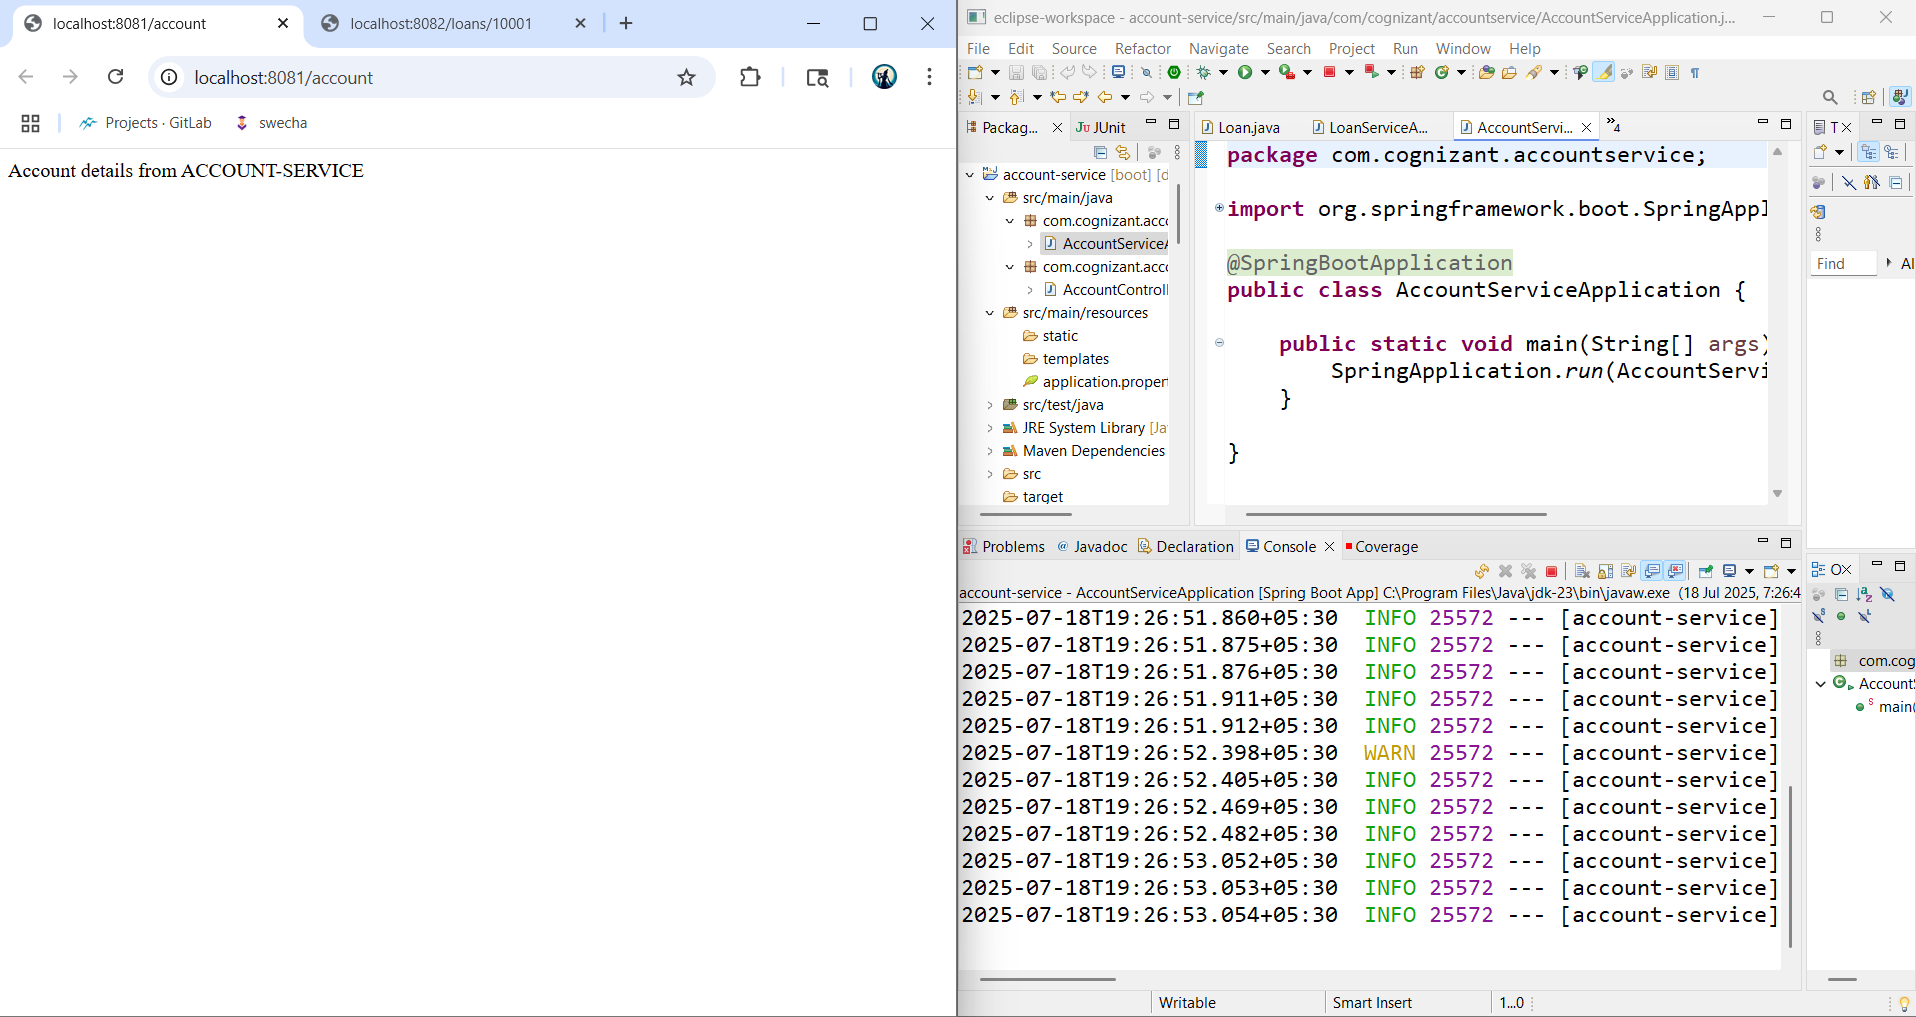 localhost:8081/account
localhost:8082/loans/10001
localhost:8081/account
Projects · GitLab
swecha
Account details from ACCOUNT-SERVICE
eclipse-workspace - account-service/src/main/java/com/cognizant/accountservice/AccountServiceApplication.j...
File Edit Source Refactor Navigate Search Project Run Window Help
Packag...
JUnit
account-service [boot] [d
src/main/java
com.cognizant.acco
AccountServiceA
com.cognizant.acco
AccountControll
src/main/resources
static
templates
application.propert
src/test/java
JRE System Library [Ja
Maven Dependencies
src
target
Loan.java
LoanServiceA...
AccountServi...
4
package com.cognizant.accountservice;
import org.springframework.boot.SpringAppl
@SpringBootApplication
public class AccountServiceApplication {
public static void main(String[] args)
SpringApplication.run(AccountServi
}
}
T
Find
Al
Problems
Javadoc
Declaration
Console
Coverage
account-service - AccountServiceApplication [Spring Boot App] C:\Program Files\Java\jdk-23\bin\javaw.exe (18 Jul 2025, 7:26:4
2025-07-18T19:26:51.860+05:30 INFO 25572 --- [account-service]
2025-07-18T19:26:51.875+05:30 INFO 25572 --- [account-service]
2025-07-18T19:26:51.876+05:30 INFO 25572 --- [account-service]
2025-07-18T19:26:51.911+05:30 INFO 25572 --- [account-service]
2025-07-18T19:26:51.912+05:30 INFO 25572 --- [account-service]
2025-07-18T19:26:52.398+05:30 WARN 25572 --- [account-service]
2025-07-18T19:26:52.405+05:30 INFO 25572 --- [account-service]
2025-07-18T19:26:52.469+05:30 INFO 25572 --- [account-service]
2025-07-18T19:26:52.482+05:30 INFO 25572 --- [account-service]
2025-07-18T19:26:53.052+05:30 INFO 25572 --- [account-service]
2025-07-18T19:26:53.053+05:30 INFO 25572 --- [account-service]
2025-07-18T19:26:53.054+05:30 INFO 25572 --- [account-service]
O
com.cog
Account
main(
Writable
Smart Insert
1...0